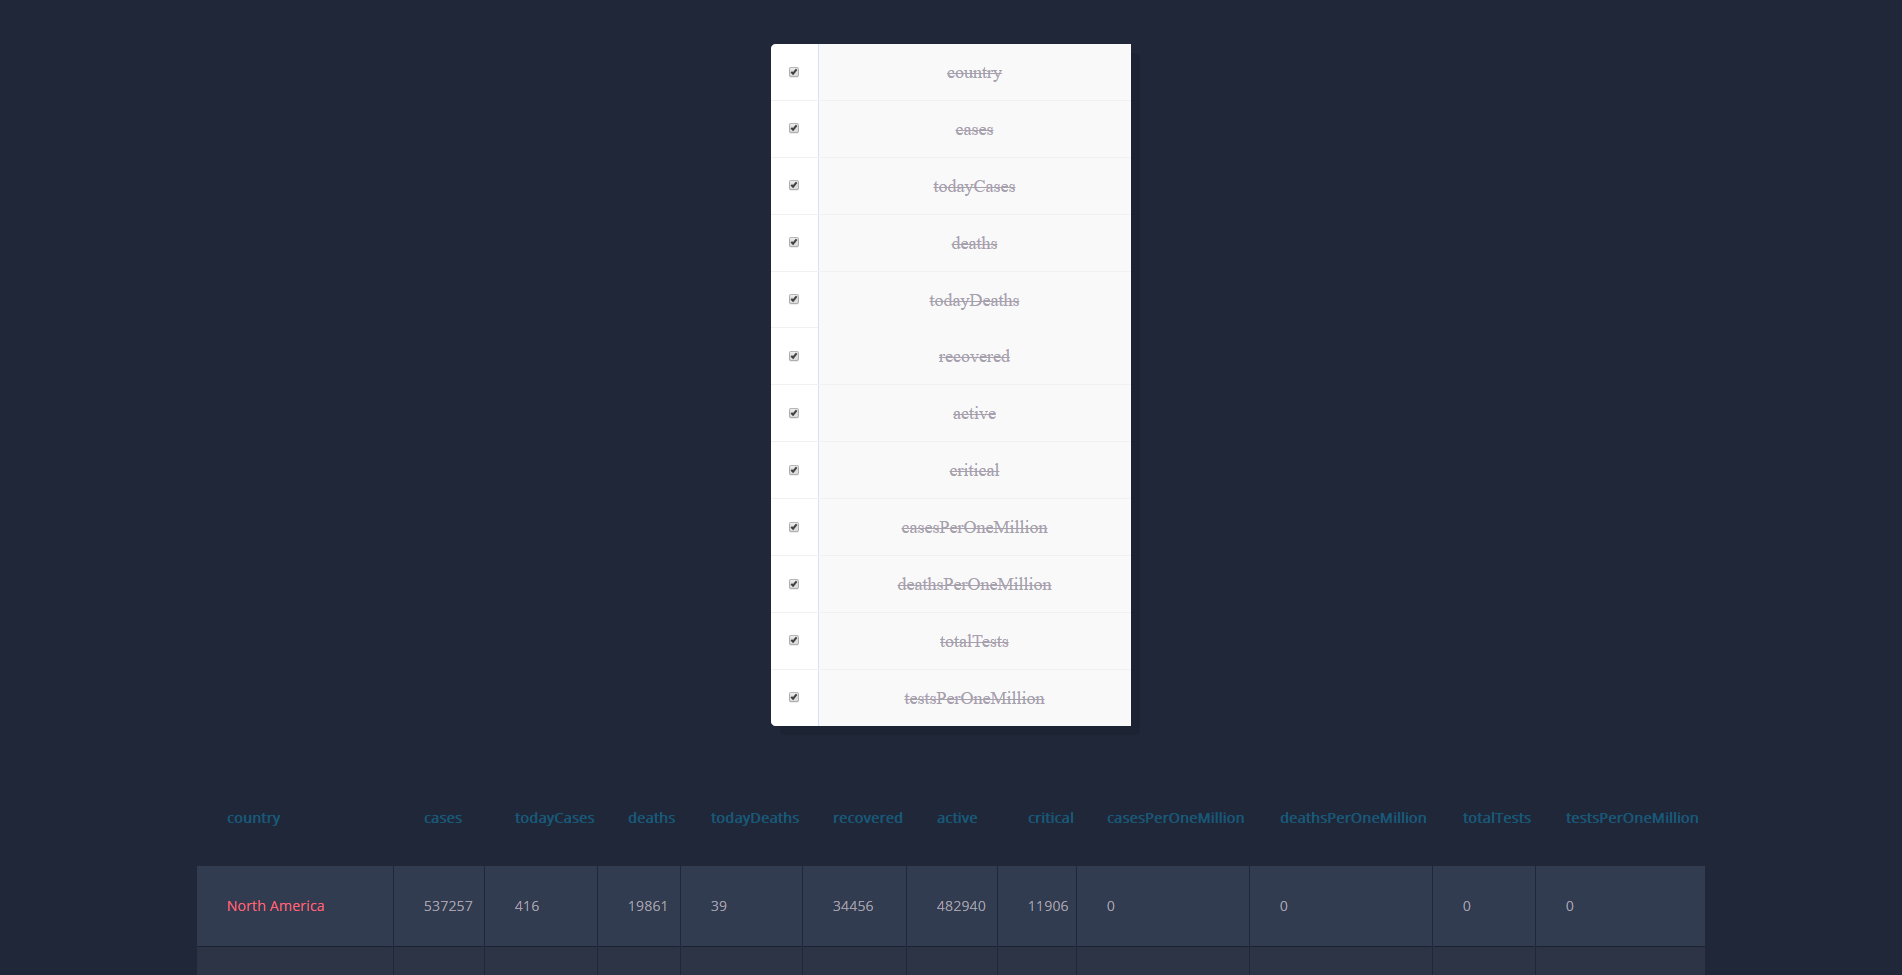 country
cases
todayCases
deaths
todayDeaths
recovered
active
critical
casesPerOneMillion
deathsPerOneMillion
totalTests
testsPerOneMillion
country cases todayCases deaths todayDeaths recovered active critical casesPerOneMillion deathsPerOneMillion totalTests testsPerOneMillion
North America 537257 416 19861 39 34456 482940 11906 0 0 0 0